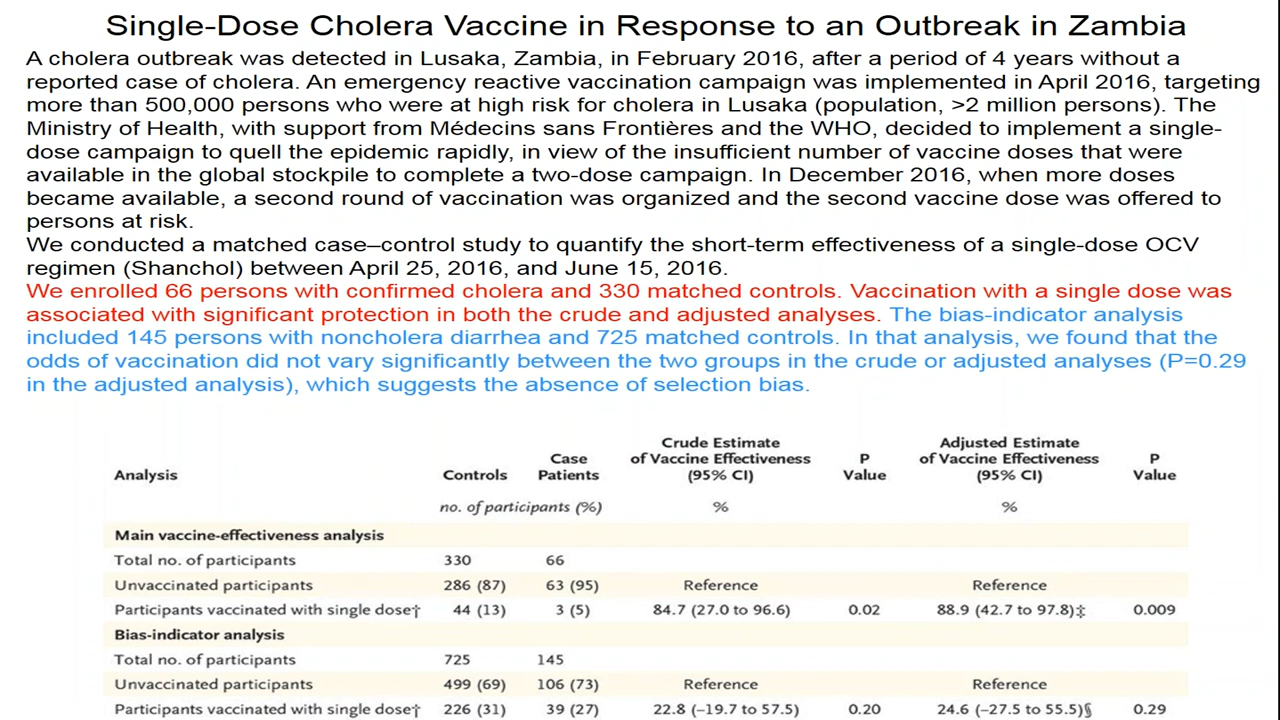 Single-Dose Cholera Vaccine in Response to an Outbreak in Zambia
A cholera outbreak was detected in Lusaka, Zambia, in February 2016, after a period of 4 years without a
reported case of cholera. An emergency reactive vaccination campaign was implemented in April 2016, targeting
more than 500,000 persons who were at high risk for cholera in Lusaka (population, >2 million persons). The
Ministry of Health, with support from Médecins sans Frontières and the WHO, decided to implement a single-
dose campaign to quell the epidemic rapidly, in view of the insufficient number of vaccine doses that were
available in the global stockpile to complete a two-dose campaign. In December 2016, when more doses
became available, a second round of vaccination was organized and the second vaccine dose was offered to
persons at risk.
We conducted a matched case–control study to quantify the short-term effectiveness of a single-dose OCV
regimen (Shanchol) between April 25, 2016, and June 15, 2016.
We enrolled 66 persons with confirmed cholera and 330 matched controls. Vaccination with a single dose was
associated with significant protection in both the crude and adjusted analyses. The bias-indicator analysis
included 145 persons with noncholera diarrhea and 725 matched controls. In that analysis, we found that the
odds of vaccination did not vary significantly between the two groups in the crude or adjusted analyses (P=0.29
in the adjusted analysis), which suggests the absence of selection bias.
Analysis Controls Case Patients Crude Estimate of Vaccine Effectiveness (95% CI) P Value Adjusted Estimate of Vaccine Effectiveness (95% CI) P Value
no. of participants (%) % %
Main vaccine-effectiveness analysis
Total no. of participants 330 66
Unvaccinated participants 286 (87) 63 (95) Reference Reference
Participants vaccinated with single dose† 44 (13) 3 (5) 84.7 (27.0 to 96.6) 0.02 88.9 (42.7 to 97.8)‡ 0.009
Bias-indicator analysis
Total no. of participants 725 145
Unvaccinated participants 499 (69) 106 (73) Reference Reference
Participants vaccinated with single dose† 226 (31) 39 (27) 22.8 (−19.7 to 57.5) 0.20 24.6 (−27.5 to 55.5)§ 0.29